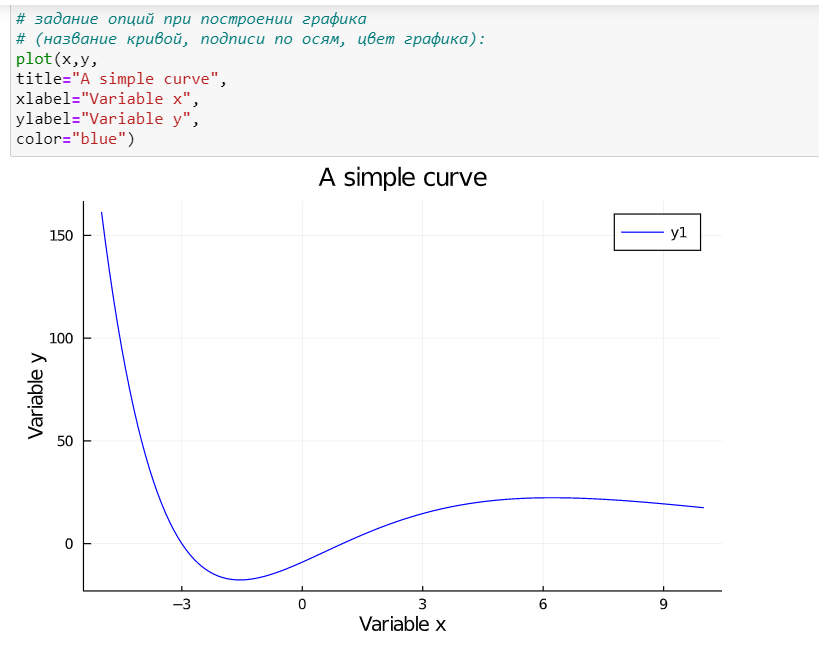 # задание опций при построении графика
# (название кривой, подписи по осям, цвет графика):
plot(x,y,
title="A simple curve",
xlabel="Variable x",
ylabel="Variable y",
color="blue")
A simple curve
y1
150
100
50
0
Variable y
−3 0 3 6 9
Variable x